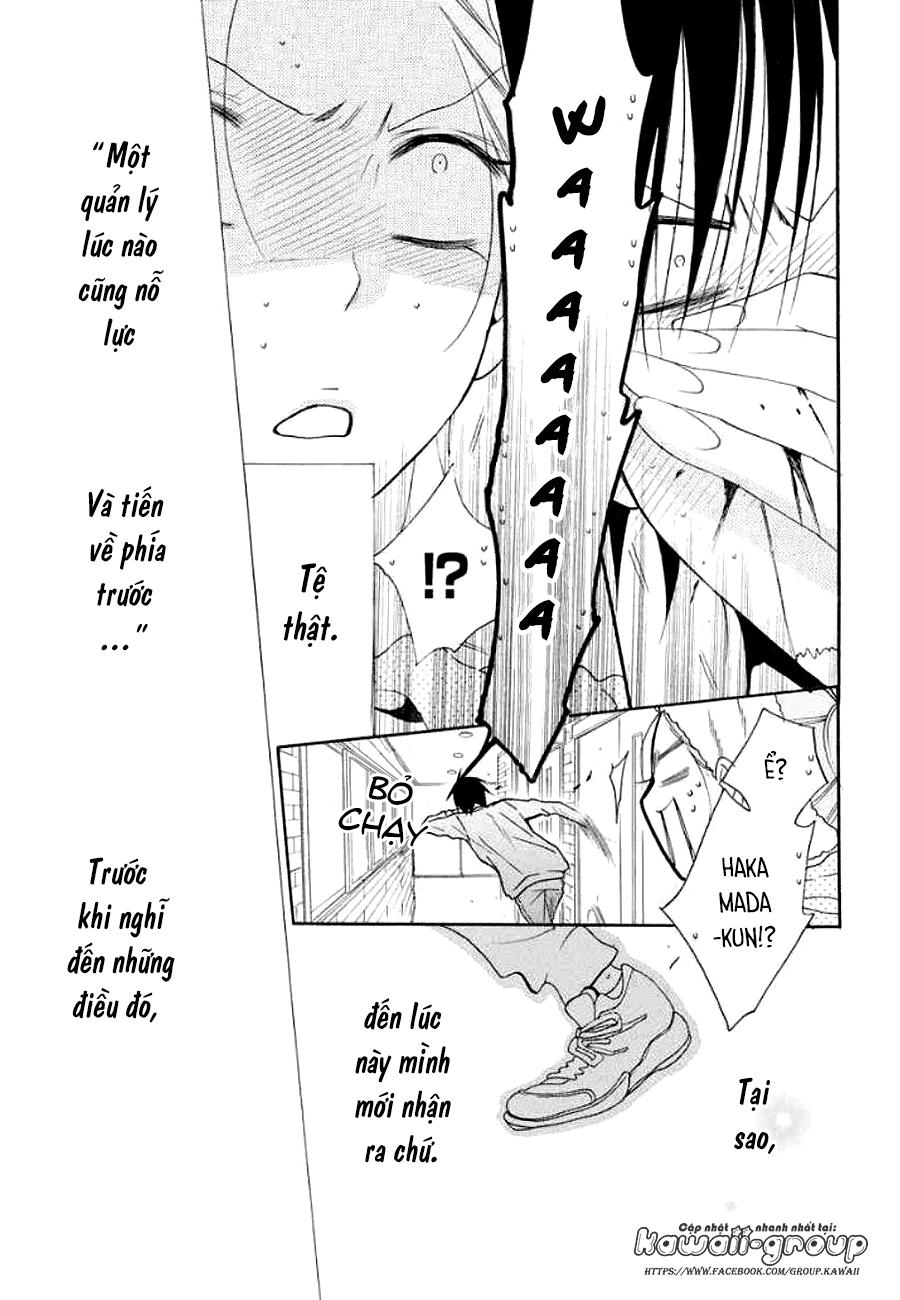 WAAAAAAAA
!?
Ể?
HAKA
MADA
-KUN!?
BỎ
CHẠY
Tại
sao,
đến lúc
này mình
mới nhận
ra chứ.
Tệ
thật.
“Một
quản lý
lúc nào
cũng nỗ
lực
Và tiến
về phía
trước
...”
Trước
khi nghĩ
đến những
điều đó,
Cập nhật nhanh nhất tại:
kawaii-group
HTTPS://WWW.FACEBOOK.COM/GROUP.KAWAII